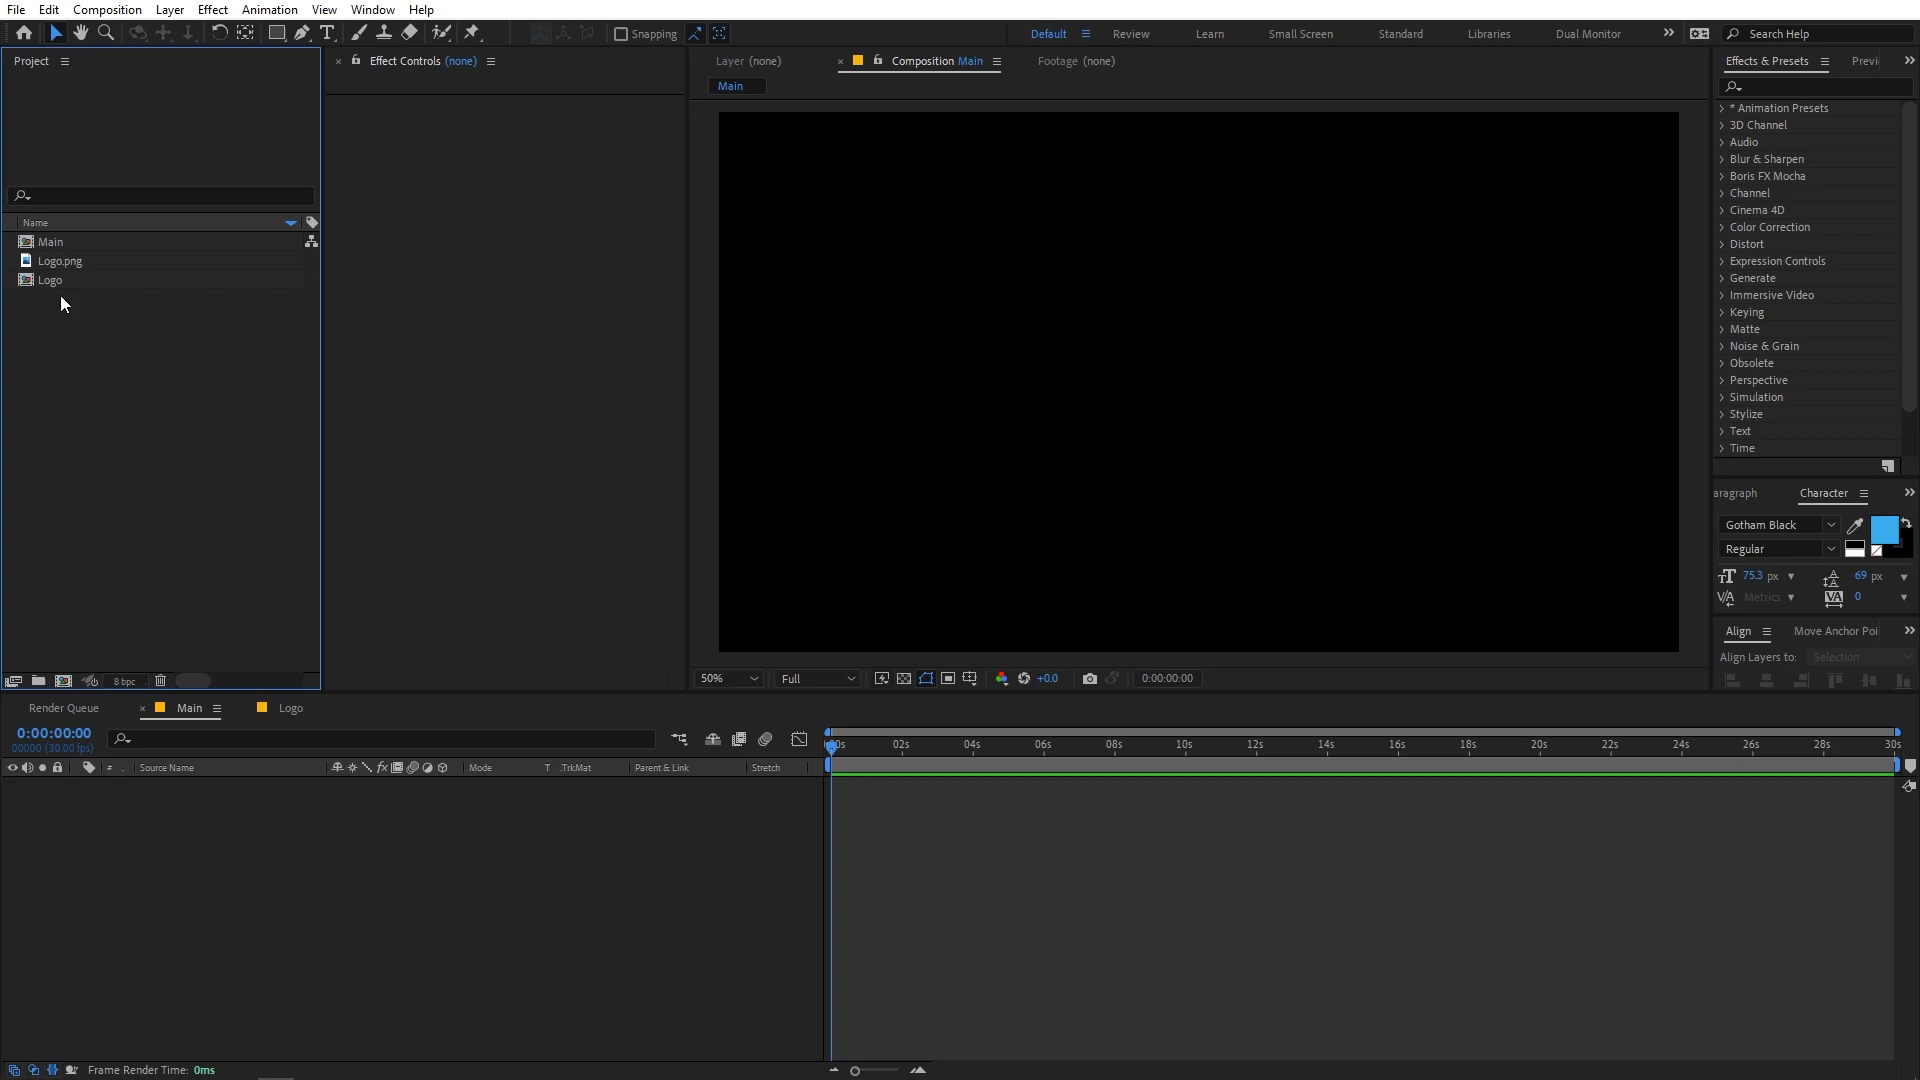 File Edit Composition Layer Effect Animation View Window Help
Snapping
Default Review Learn Small Screen Standard Libraries Dual Monitor Search Help
Project
Effect Controls (none)
Layer (none) Composition Main Footage (none)
Main
Effects & Presets
* Animation Presets
3D Channel
Audio
Blur & Sharpen
Boris FX Mocha
Channel
Cinema 4D
Color Correction
Distort
Expression Controls
Generate
Immersive Video
Keying
Matte
Noise & Grain
Obsolete
Perspective
Simulation
Stylize
Text
Time
Name
Main
Logo.png
Logo
aragraph Character
Gotham Black
Regular
75.3 px 69 px
Metrics 0
Align Move Anchor Poi
Align Layers to: Selection
8 bpc
50% Full +0.0 0:00:00:00
Render Queue Main Logo
0:00:00:00
00000 (30.00 fps)
02s 04s 06s 08s 10s 12s 14s 16s 18s 20s 22s 24s 26s 28s 30s
# Source Name Mode T .TrkMat Parent & Link Stretch
Frame Render Time: 0ms